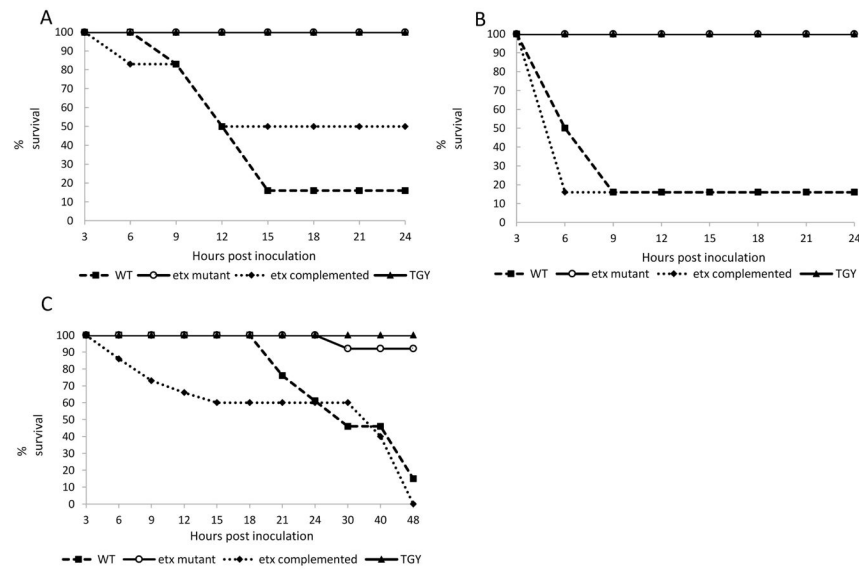 A
100
90
80
70
60
50
40
30
20
10
0
%
survival
3 6 9 12 15 18 21 24
Hours post inoculation
WT etx mutant etx complemented TGY
B
100
90
80
70
60
50
40
30
20
10
0
%
survival
3 6 9 12 15 18 21 24
Hours post inoculation
WT etx mutant etx complemented TGY
C
100
90
80
70
60
50
40
30
20
10
0
%
survival
3 6 9 12 15 18 21 24 30 40 48
Hours post inoculation
WT etx mutant etx complemented TGY